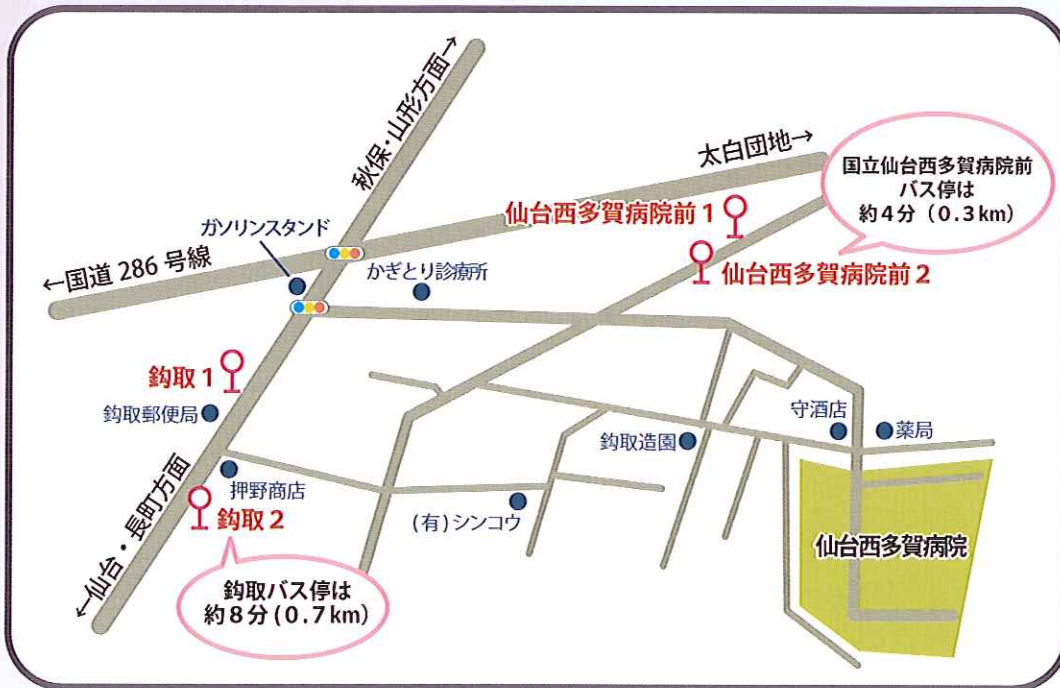 秋保・山形方面→
太白団地→
国立仙台西多賀病院前
バス停は
約4分（0.3km）
ガソリンスタンド
仙台西多賀病院前1
←国道286号線
かぎとり診療所
仙台西多賀病院前2
鈎取1
鈎取郵便局
守酒店
薬局
鈎取造園
押野商店
鈎取2
(有)シンコウ
←仙台・長町方面
仙台西多賀病院
鈎取バス停は
約8分(0.7km)